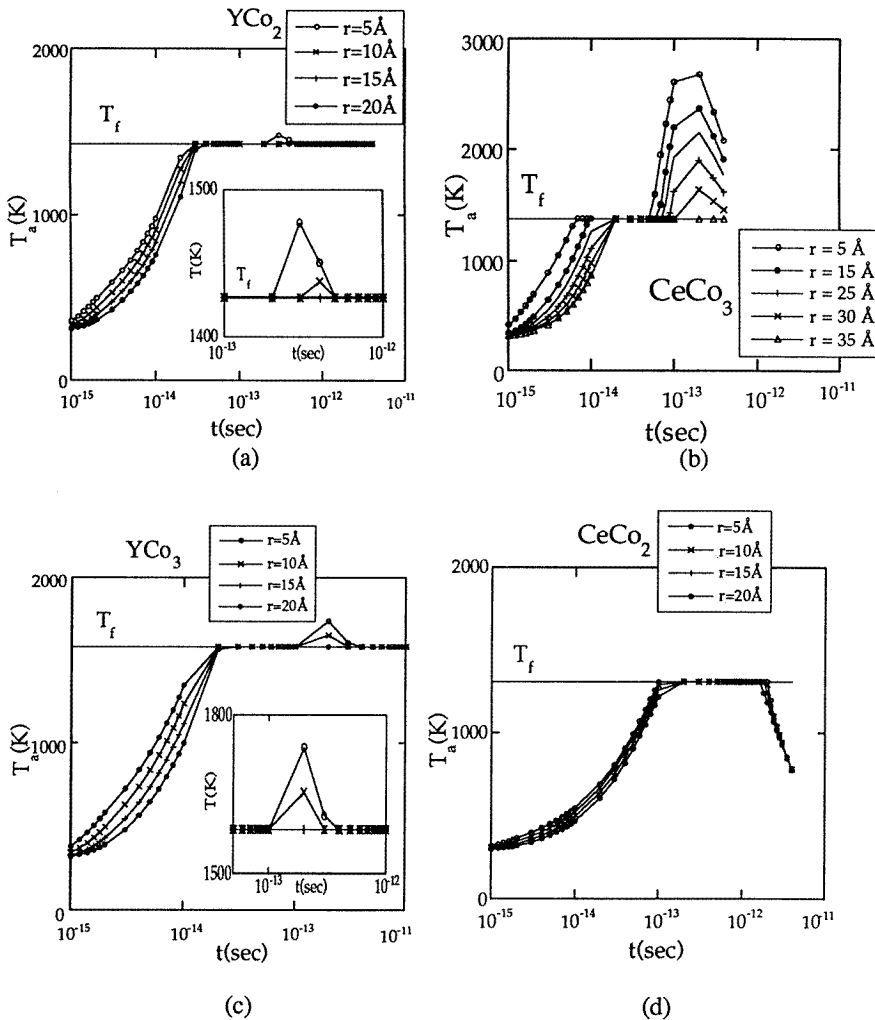 YCo2
r=5Å
r=10Å
r=15Å
r=20Å
2000
1000
0
Ta(K)
Tf
1500
1400
T(K)
Tf
10-13
t(sec)
10-12
10-15
10-14
10-13
10-12
10-11
t(sec)
(a)
3000
2000
1000
0
Ta(K)
Tf
CeCo3
r = 5 Å
r = 15 Å
r = 25 Å
r = 30 Å
r = 35 Å
10-15
10-14
10-13
10-12
10-11
t(sec)
(b)
YCo3
r=5Å
r=10Å
r=15Å
r=20Å
2000
1000
0
Ta(K)
Tf
1800
1500
T(K)
10-13
t(sec)
10-12
10-15
10-14
10-13
10-12
10-11
t(sec)
(c)
CeCo2
r=5Å
r=10Å
r=15Å
r=20Å
2000
1000
0
Ta(K)
Tf
10-15
10-14
10-13
10-12
10-11
t(sec)
(d)